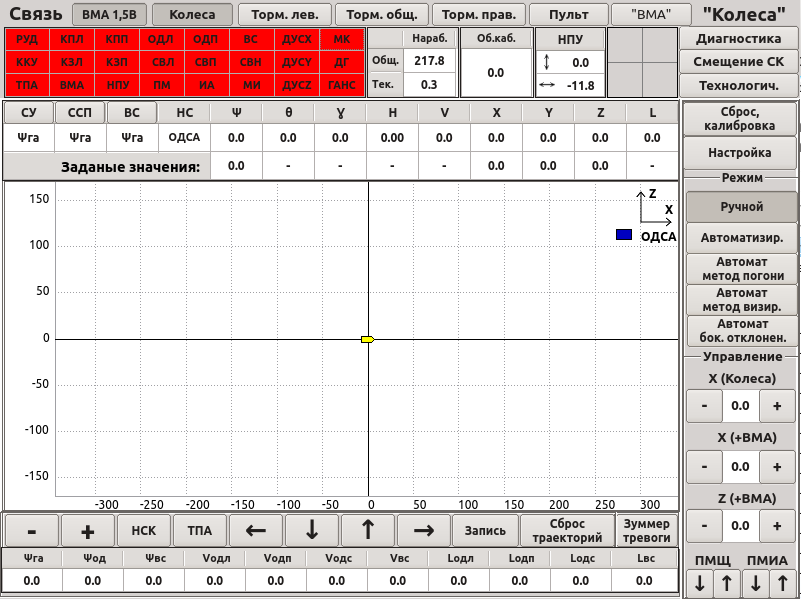 Связь ВМА 1,5В Колеса Торм. лев. Торм. общ. Торм. прав. Пульт "ВМА" "Колеса"
РУД КПЛ КПП ОДЛ ОДП ВС ДУСХ МК
ККУ КЗЛ КЗП СВЛ СВП СВН ДУСY ДГ
ТПА ВМА НПУ ПМ ИА МИ ДУСZ ГАНС
Нараб. Об.каб. НПУ
Общ. 217.8 0.0 0.0
Тек. 0.3 -11.8
Диагностика
Смещение СК
Технологич.
СУ ССП ВС НС Ψ θ Ɣ H V X Y Z L
Ψга Ψга Ψга ОДСА 0.0 0.0 0.0 0.00 0.0 0.0 0.0 0.0 0.0
Заданые значения: 0.0 - - - - 0.0 0.0 0.0 -
Сброс,
калибровка
Настройка
Режим
Ручной
Автоматизир.
Автомат
метод погони
Автомат
метод визир.
Автомат
бок. отклонен.
Управление
X (Колеса)
- 0.0 +
X (+ВМА)
- 0.0 +
Z (+ВМА)
- 0.0 +
ПМЩ ПМИА
↓ ↑ ↓ ↑
Z
X
ОДСА
150
100
50
0
-50
-100
-150
-300 -250 -200 -150 -100 -50 0 50 100 150 200 250 300
- + НСК ТПА ← ↓ ↑ → Запись Сброс траекторий Зуммер тревоги
Ψга Ψод Ψвс Vодл Vодп Vодс Vвс Lодл Lодп Lодс Lвс
0.0 0.0 0.0 0.0 0.0 0.0 0.0 0.0 0.0 0.0 0.0